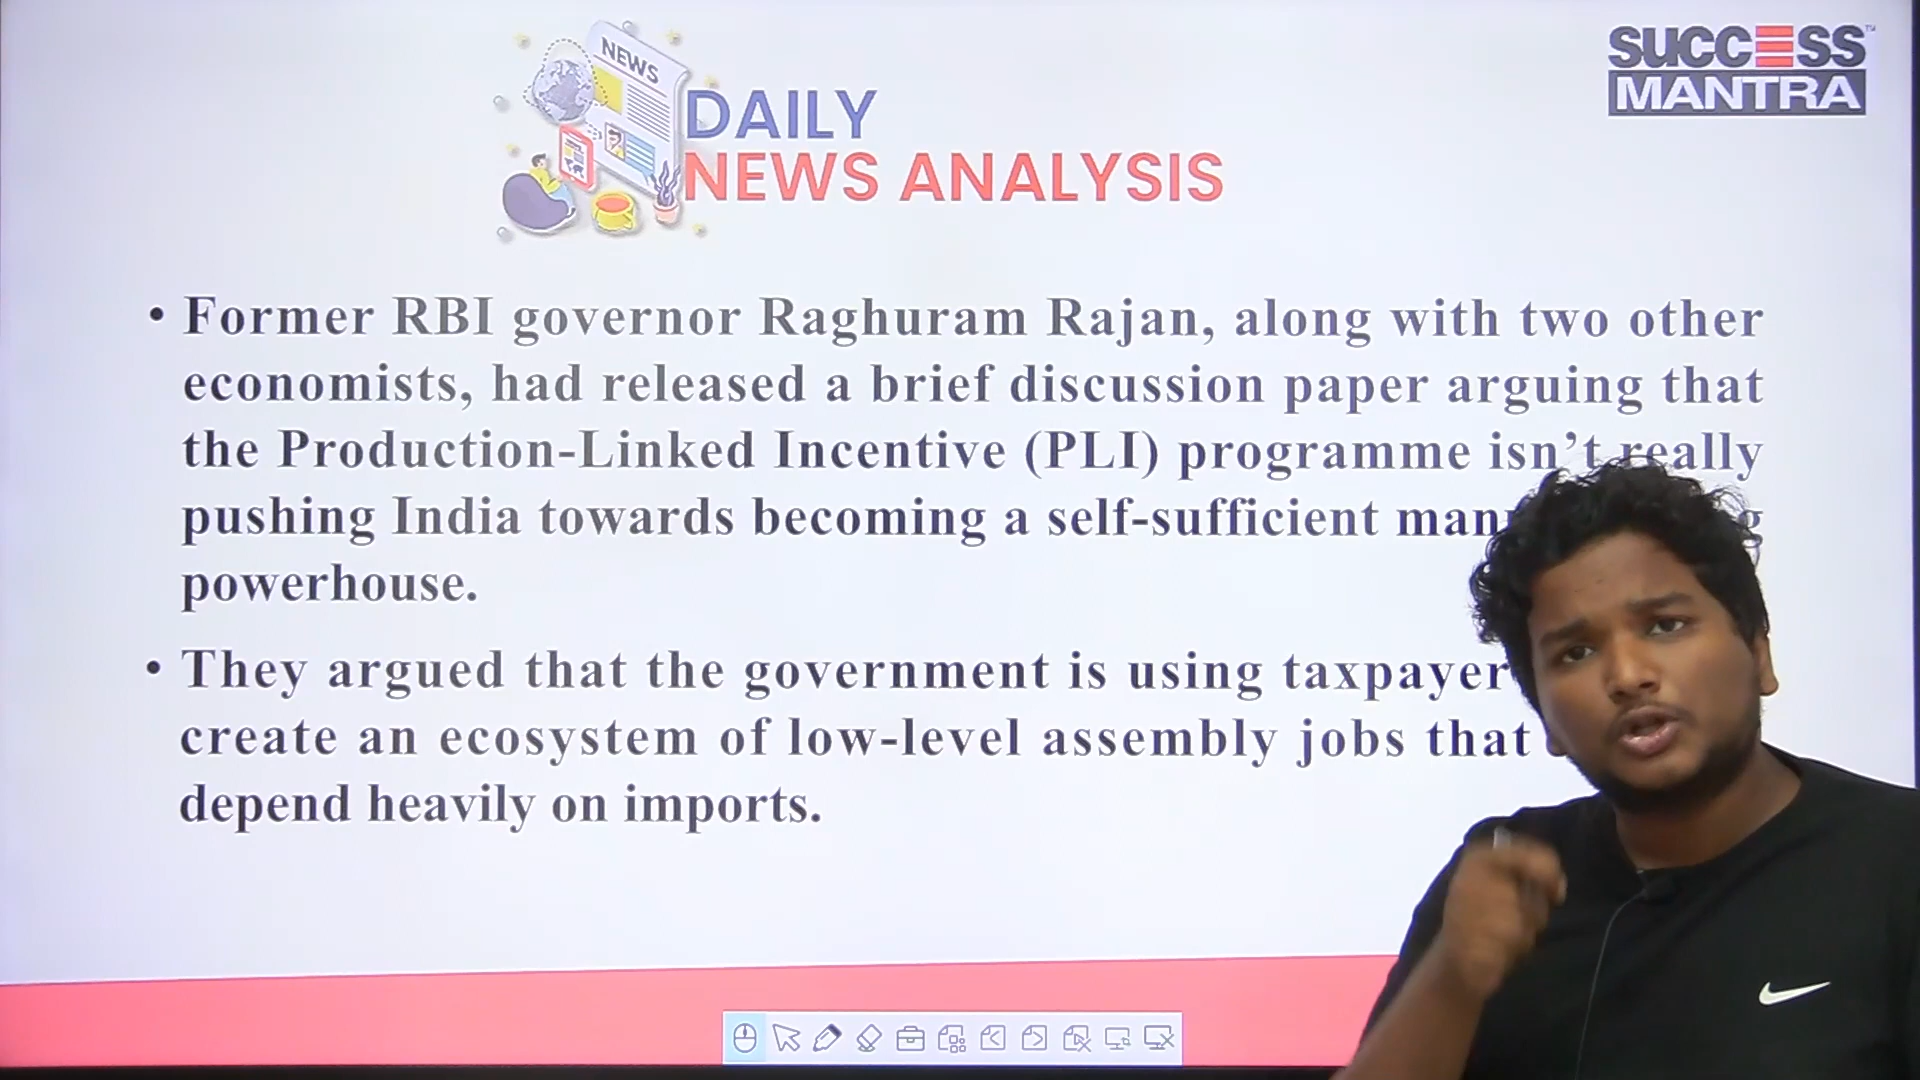 NEWS
DAILY
NEWS ANALYSIS
SUCCESS™
MANTRA
• Former RBI governor Raghuram Rajan, along with two other
economists, had released a brief discussion paper arguing that
the Production-Linked Incentive (PLI) programme isn’t really
pushing India towards becoming a self-sufficient
powerhouse.
• They argued that the government is using taxpayer
create an ecosystem of low-level assembly jobs that
depend heavily on imports.